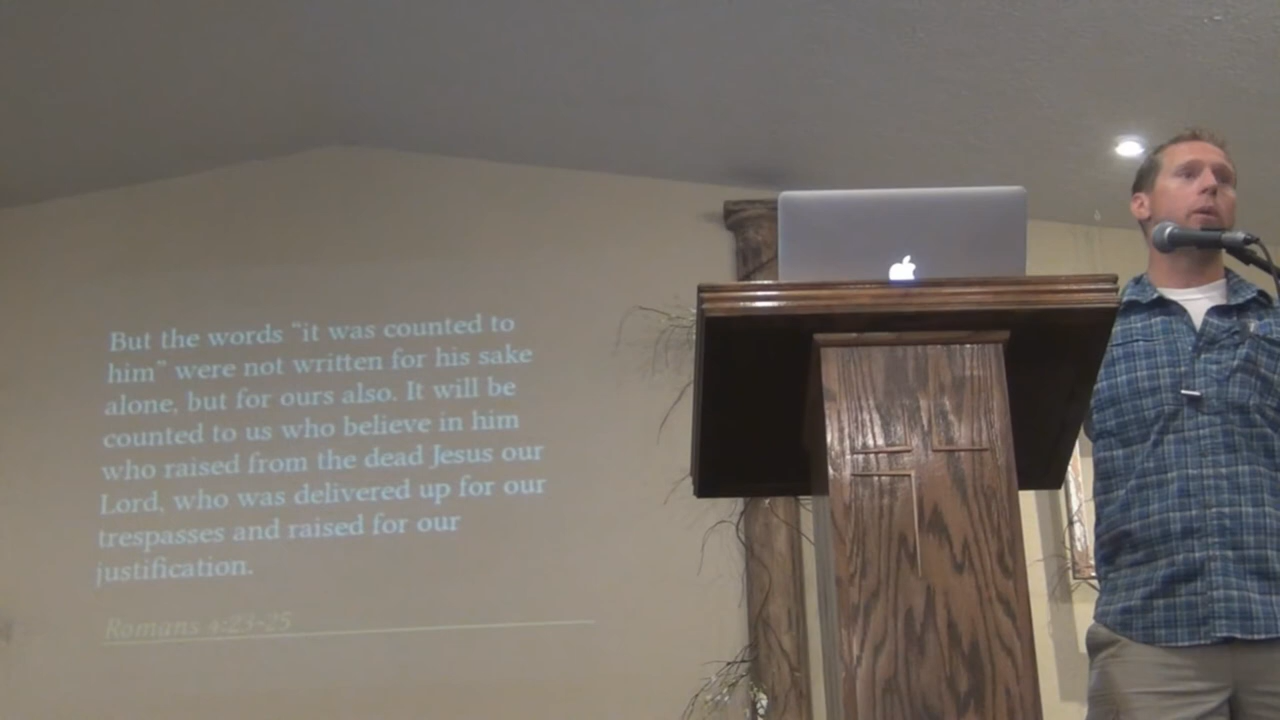 But the words "it was counted to
him" were not written for his sake
alone, but for ours also. It will be
counted to us who believe in him
who raised from the dead Jesus our
Lord, who was delivered up for our
trespasses and raised for our
justification.
Romans 4:23-25